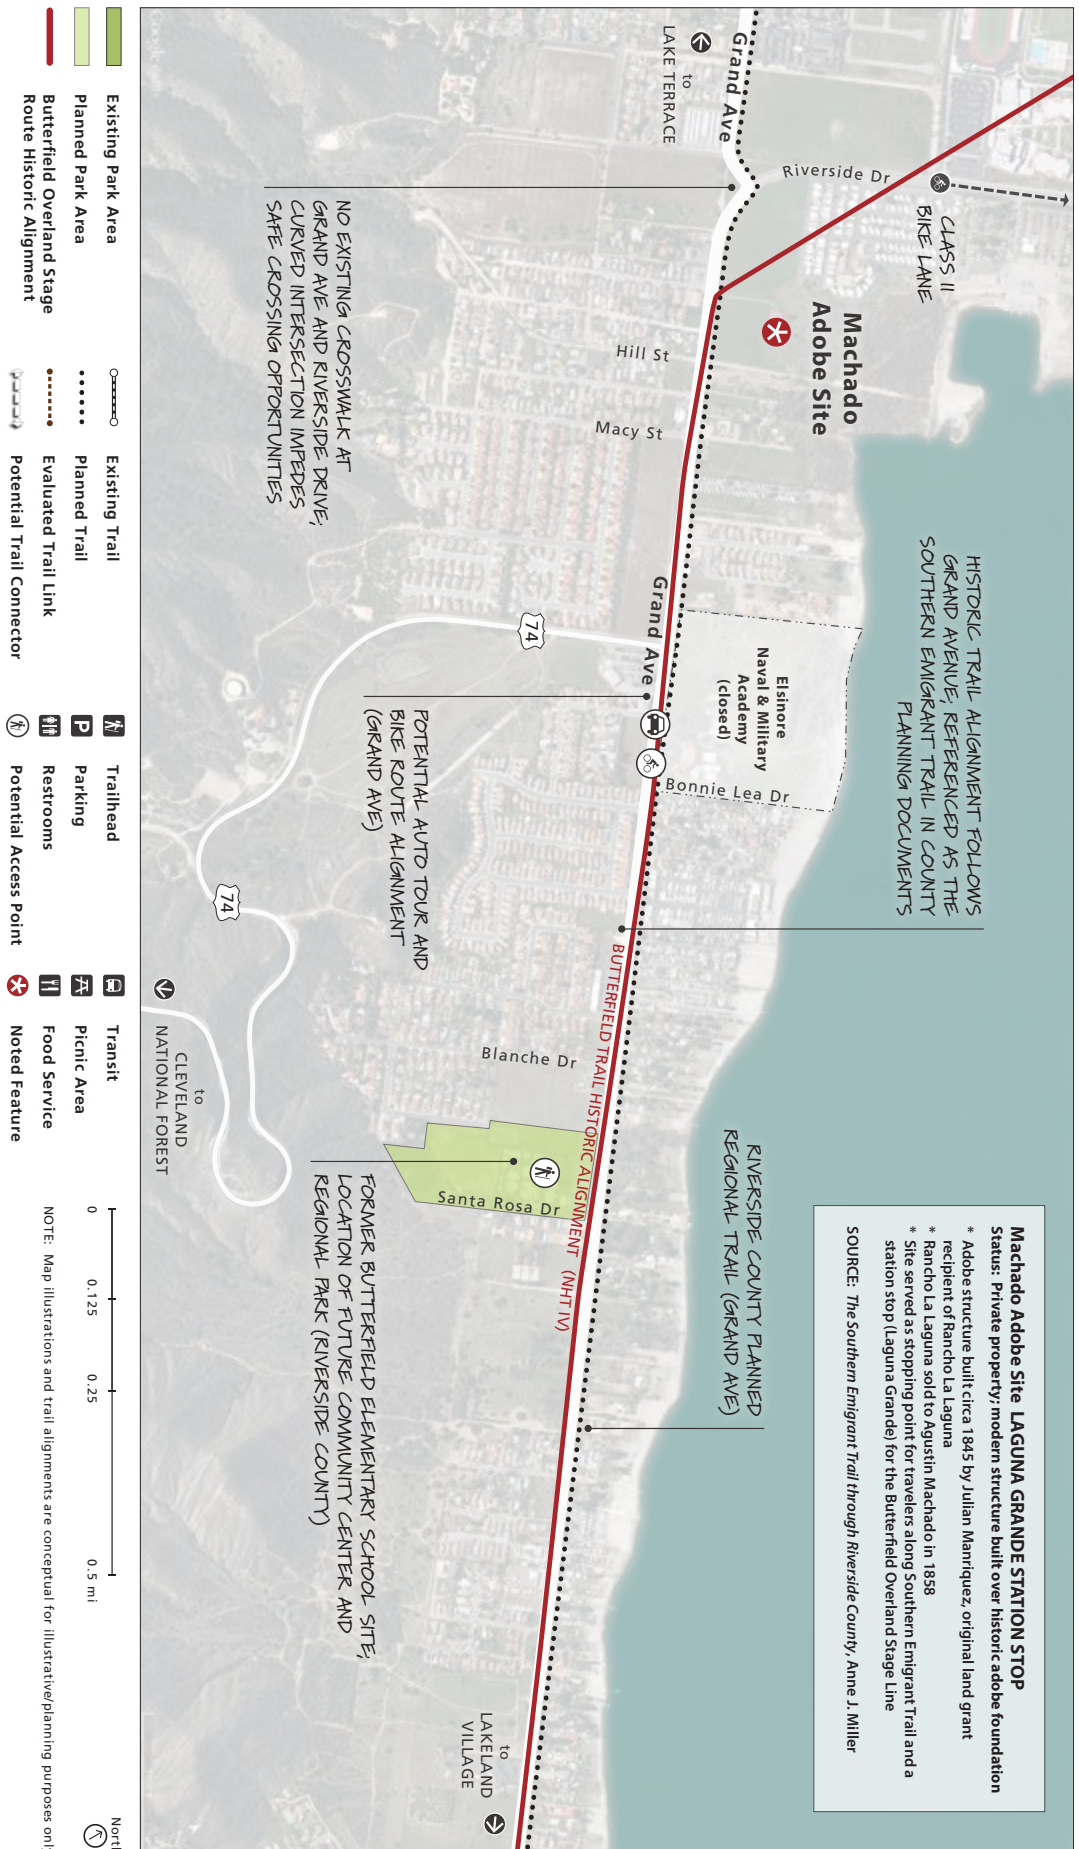 Machado Adobe Site LAGUNA GRANDE STATION STOP
Status: Private property; modern structure built over historic adobe foundation
* Adobe structure built circa 1845 by Julian Manriquez, original land grant
recipient of Rancho La Laguna
* Rancho La Laguna sold to Agustin Machado in 1858
* Site served as stopping point for travelers along Southern Emigrant Trail and a
station stop (Laguna Grande) for the Butterfield Overland Stage Line
SOURCE: The Southern Emigrant Trail through Riverside County, Anne J. Miller
CLASS II
BIKE LANE
Riverside Dr
Machado
Adobe Site
HISTORIC TRAIL ALIGNMENT FOLLOWS
GRAND AVENUE; REFERENCED AS THE
SOUTHERN EMIGRANT TRAIL IN COUNTY
PLANNING DOCUMENTS
RIVERSIDE COUNTY PLANNED
REGIONAL TRAIL (GRAND AVE)
Elsinore
Naval & Military
Academy
(closed)
Bonnie Lea Dr
Grand Ave
to
LAKE TERRACE
Hill St
Macy St
Grand Ave
BUTTERFIELD TRAIL HISTORIC ALIGNMENT (NHT IV)
Blanche Dr
Santa Rosa Dr
to
LAKELAND
VILLAGE
74
74
NO EXISTING CROSSWALK AT
GRAND AVE AND RIVERSIDE DRIVE;
CURVED INTERSECTION IMPEDES
SAFE CROSSING OPPORTUNITIES
POTENTIAL AUTO TOUR AND
BIKE ROUTE ALIGNMENT
(GRAND AVE)
FORMER BUTTERFIELD ELEMENTARY SCHOOL SITE;
LOCATION OF FUTURE COMMUNITY CENTER AND
REGIONAL PARK (RIVERSIDE COUNTY)
to
CLEVELAND
NATIONAL FOREST
Google
Existing Park Area
Planned Park Area
Butterfield Overland Stage
Route Historic Alignment
Existing Trail
Planned Trail
Evaluated Trail Link
Potential Trail Connector
Trailhead
P
Parking
Restrooms
Potential Access Point
Transit
Picnic Area
Food Service
Noted Feature
0
0.125
0.25
0.5 mi
NOTE: Map illustrations and trail alignments are conceptual for illustrative/planning purposes